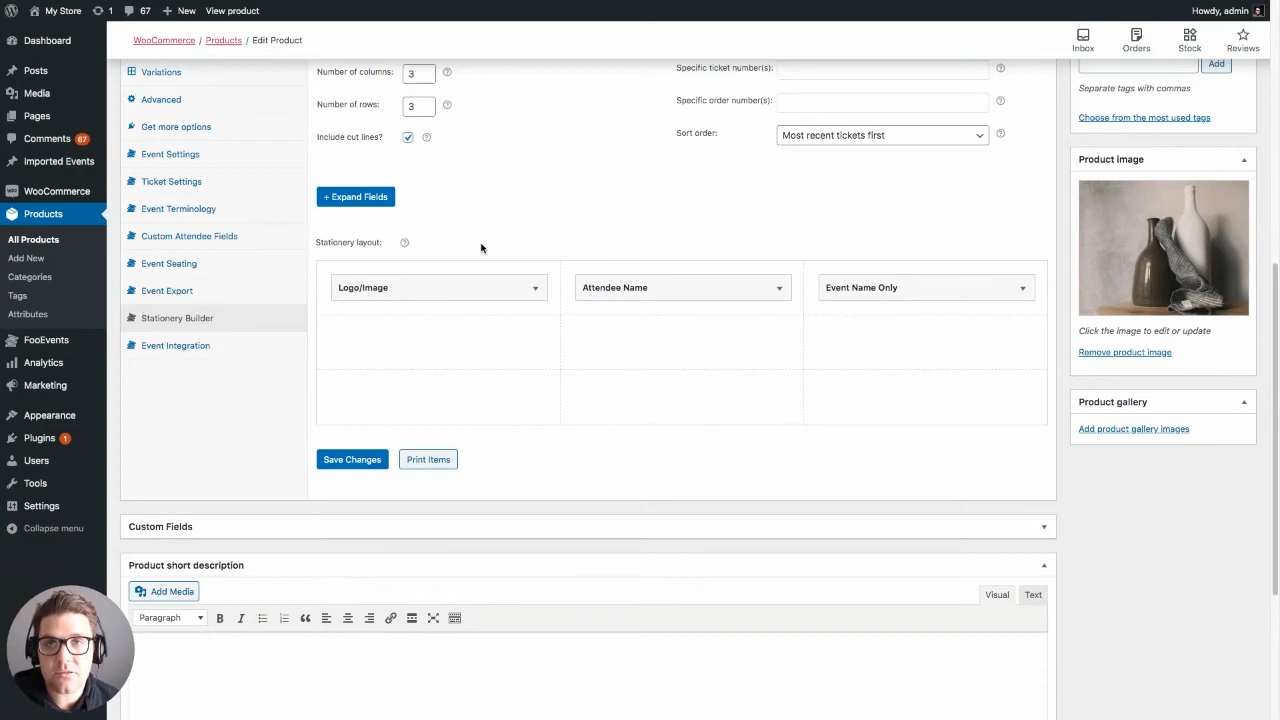 My Store 1 67 + New View product Howdy, admin
WooCommerce / Products / Edit Product
Inbox Orders Stock Reviews
Dashboard
Posts
Media
Pages
Comments 67
Imported Events
WooCommerce
Products
All Products
Add New
Categories
Tags
Attributes
FooEvents
Analytics
Marketing
Appearance
Plugins 1
Users
Tools
Settings
Collapse menu
Variations
Advanced
Get more options
Event Settings
Ticket Settings
Event Terminology
Custom Attendee Fields
Event Seating
Event Export
Stationery Builder
Event Integration
Number of columns: 3
Number of rows: 3
Include cut lines?
Specific ticket number(s):
Specific order number(s):
Sort order: Most recent tickets first
+ Expand Fields
Stationery layout:
Logo/Image Attendee Name Event Name Only
Save Changes Print Items
Custom Fields
Product short description
Add Media
Visual Text
Paragraph
Add
Separate tags with commas
Choose from the most used tags
Product image
Click the image to edit or update
Remove product image
Product gallery
Add product gallery images